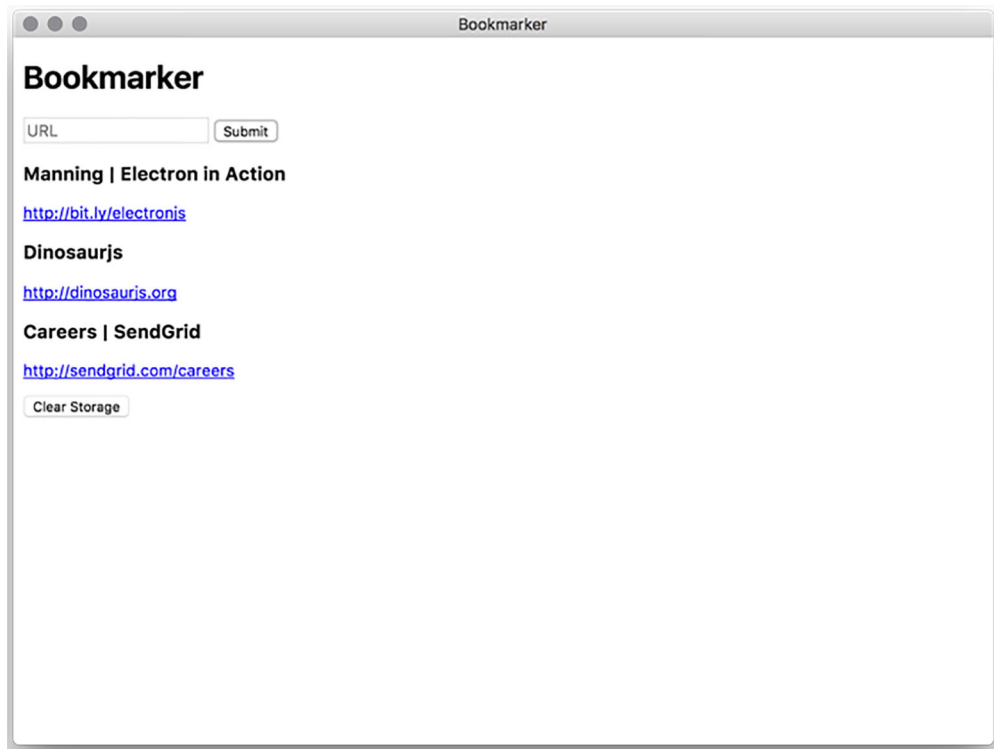 Bookmarker
Bookmarker
URL Submit
Manning | Electron in Action
http://bit.ly/electronjs
Dinosaurjs
http://dinosaurjs.org
Careers | SendGrid
http://sendgrid.com/careers
Clear Storage